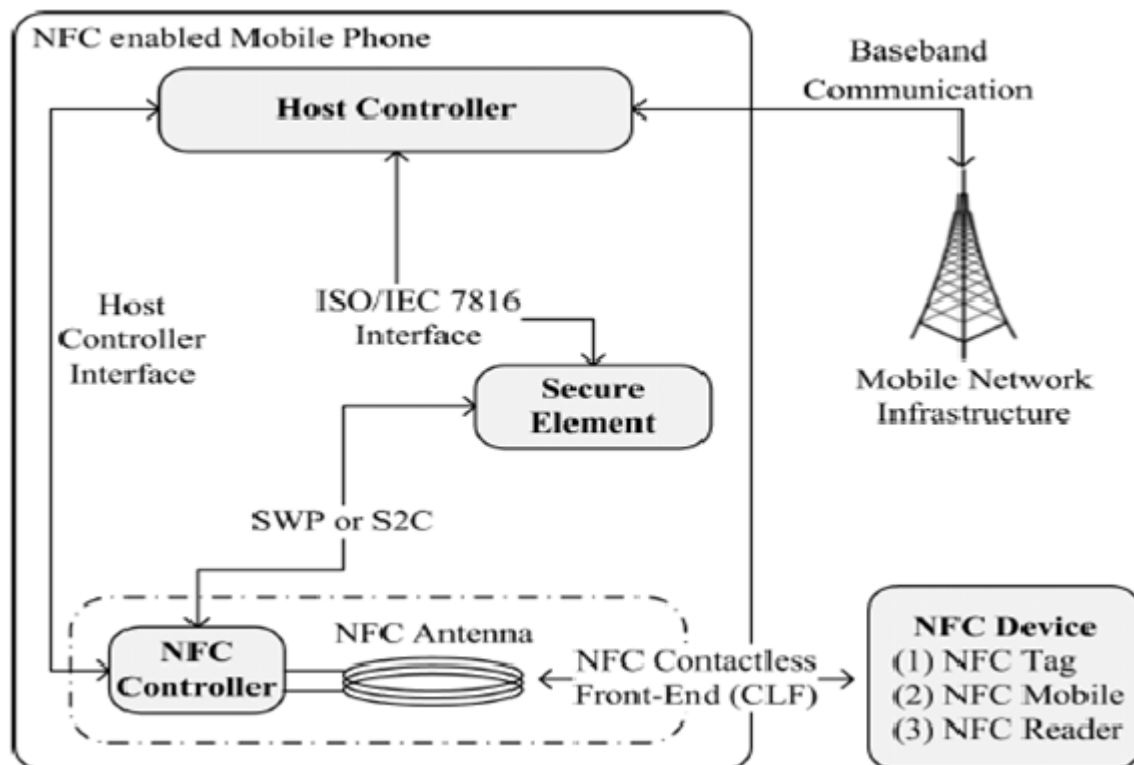 NFC enabled Mobile Phone
Host Controller
Baseband
Communication
Host
Controller
Interface
ISO/IEC 7816
Interface
Secure
Element
Mobile Network
Infrastructure
SWP or S2C
NFC
Controller
NFC Antenna
NFC Contactless
Front-End (CLF)
NFC Device
(1) NFC Tag
(2) NFC Mobile
(3) NFC Reader